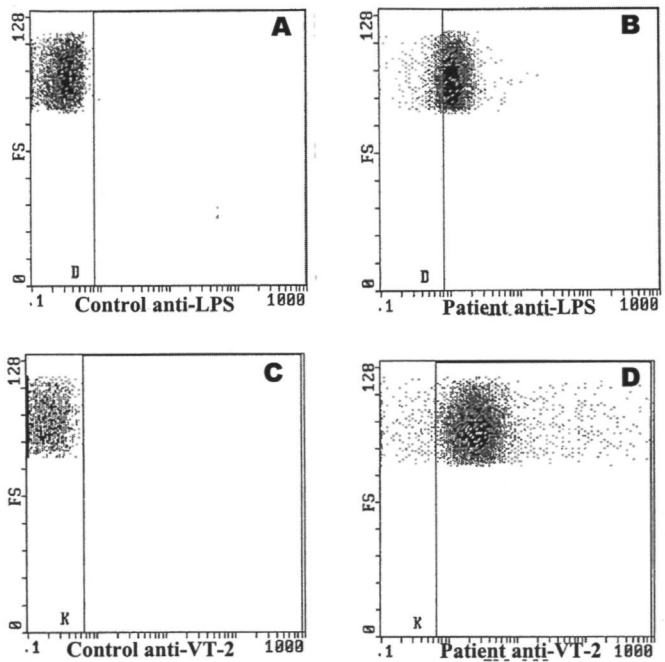 A
128
FS
0
D
.1
1000
Control anti-LPS
B
128
FS
0
D
.1
1000
Patient anti-LPS
C
128
FS
0
K
.1
1000
Control anti-VT-2
D
128
FS
0
K
.1
1000
Patient anti-VT-2